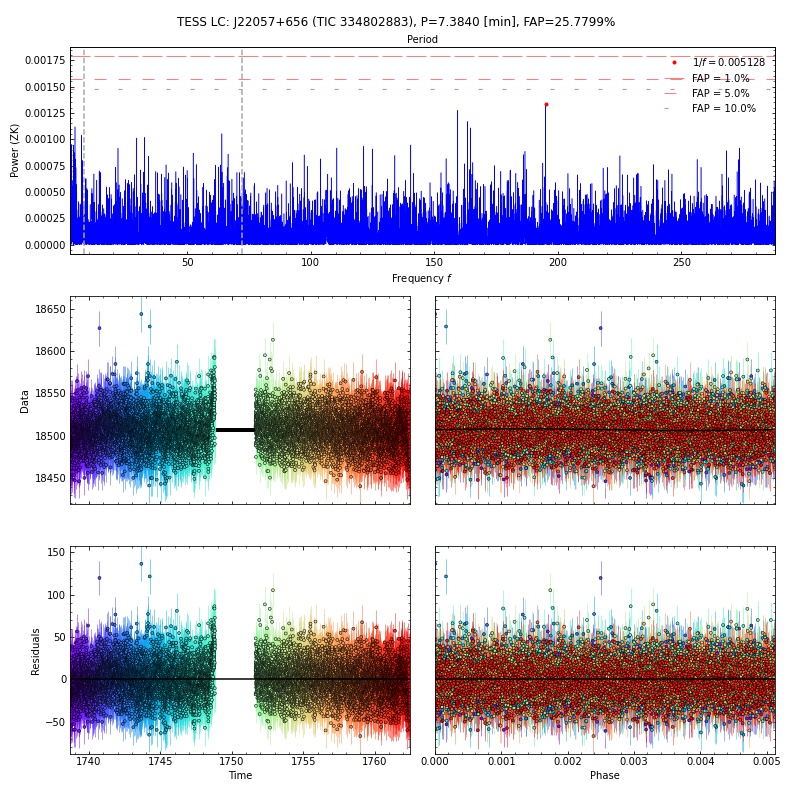 TESS LC: J22057+656 (TIC 334802883), P=7.3840 [min], FAP=25.7799%
Period
Power (ZK)
0.00175
0.00150
0.00125
0.00100
0.00075
0.00050
0.00025
0.00000
1/f = 0.005128
FAP = 1.0%
FAP = 5.0%
FAP = 10.0%
50 100 150 200 250
Frequency f
Data
18650
18600
18550
18500
18450
Residuals
150
100
50
0
−50
1740 1745 1750 1755 1760
Time
0.000 0.001 0.002 0.003 0.004 0.005
Phase